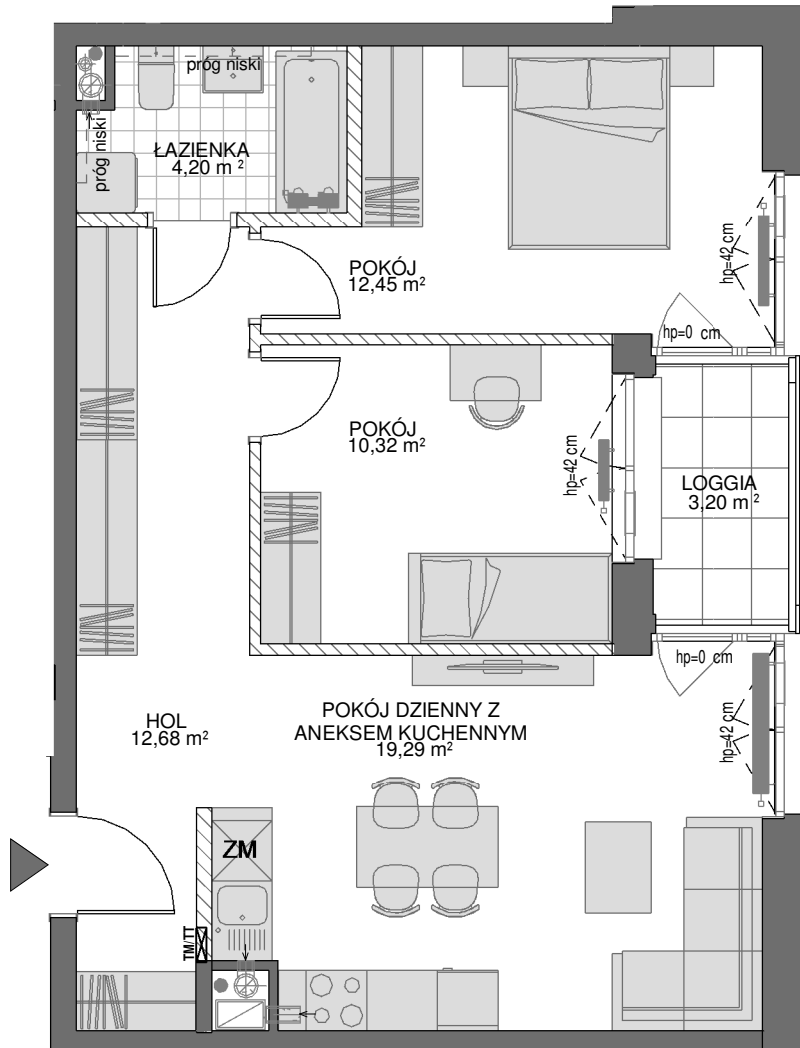 próg niski
próg niski
ŁAZIENKA
4,20 m ²
POKÓJ
12,45 m²
hp=42 cm
hp=0 cm
POKÓJ
10,32 m²
hp=42 cm
LOGGIA
3,20 m ²
hp=0 cm
HOL
12,68 m²
POKÓJ DZIENNY Z
ANEKSEM KUCHENNYM
19,29 m²
hp=42 cm
ZM
TM/TT